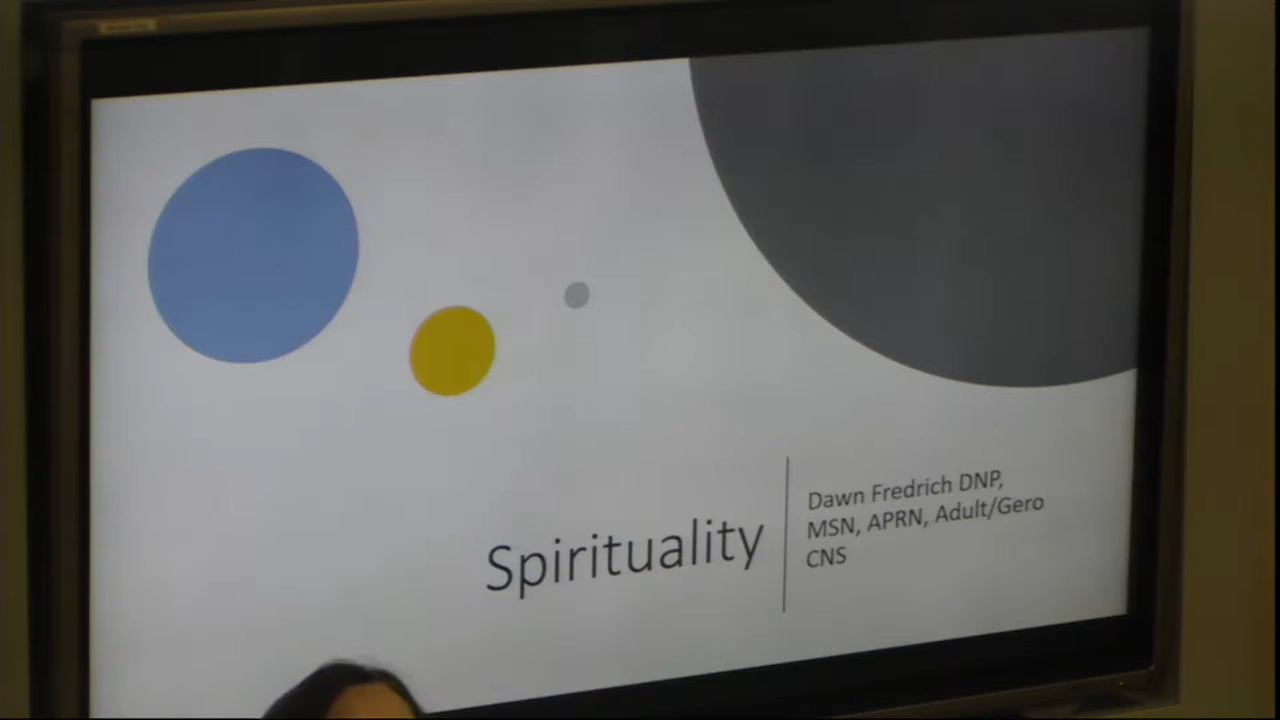 Spirituality
Dawn Fredrich DNP,
MSN, APRN, Adult/Gero
CNS